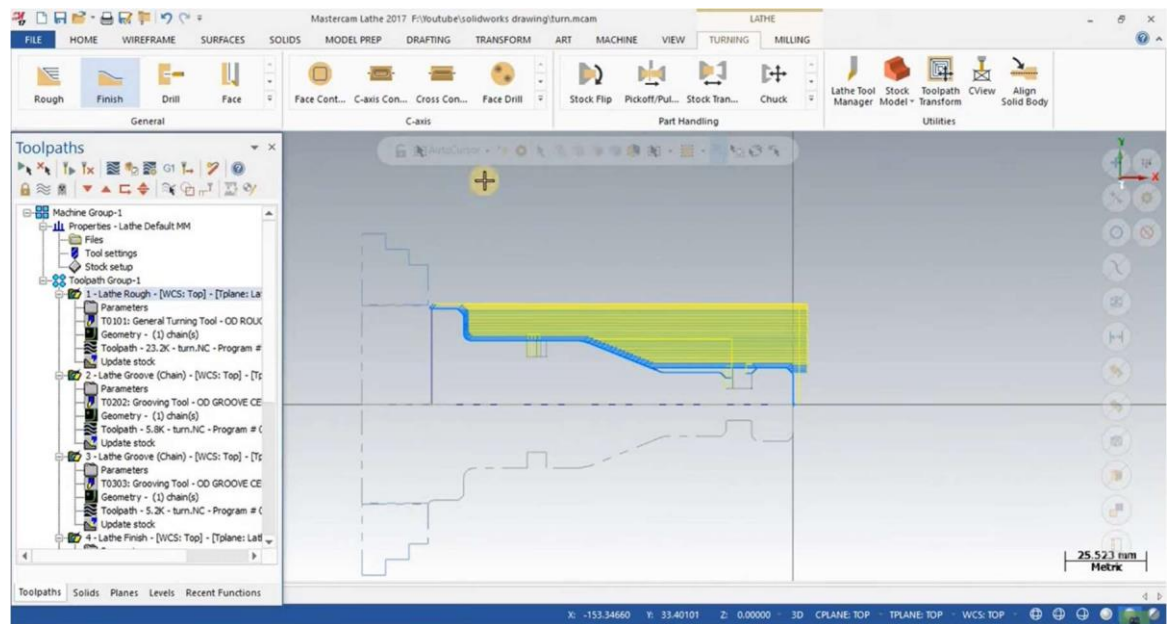 Mastercam Lathe 2017 F:\Youtube\solidworks drawing\turn.mcam
LATHE
FILE HOME WIREFRAME SURFACES SOLIDS MODEL PREP DRAFTING TRANSFORM ART MACHINE VIEW TURNING MILLING
Rough Finish Drill Face
Face Cont... C-axis Con... Cross Con... Face Drill
Stock Flip Pickoff/Pul... Stock Tran... Chuck
Lathe Tool Manager
Stock Model
Toolpath Transform
CView
Align Solid Body
General
C-axis
Part Handling
Utilities
Toolpaths
G1
AutoCursor
Machine Group-1
Properties - Lathe Default MM
Files
Tool settings
Stock setup
Toolpath Group-1
1 - Lathe Rough - [WCS: Top] - [Tplane: La
Parameters
T0101: General Turning Tool - OD ROU
Geometry - (1) chain(s)
Toolpath - 23.2K - turn.NC - Program #
Update stock
2 - Lathe Groove (Chain) - [WCS: Top] - [Tp
Parameters
T0202: Grooving Tool - OD GROOVE CE
Geometry - (1) chain(s)
Toolpath - 5.8K - turn.NC - Program #
Update stock
3 - Lathe Groove (Chain) - [WCS: Top] - [Tp
Parameters
T0303: Grooving Tool - OD GROOVE CE
Geometry - (1) chain(s)
Toolpath - 5.2K - turn.NC - Program #
Update stock
4 - Lathe Finish - [WCS: Top] - [Tplane: Lat
Y
X
25.523 mm
Metric
Toolpaths Solids Planes Levels Recent Functions
X: -153.34660 Y: 33.40101 Z: 0.00000 3D CPLANE: TOP TPLANE: TOP WCS: TOP